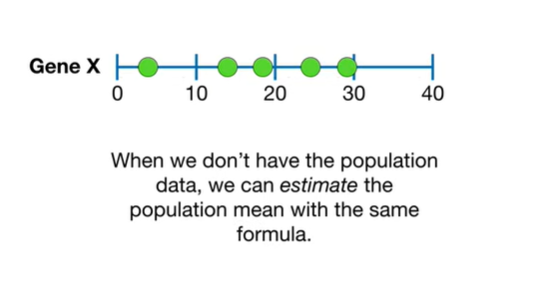 Gene X
0 10 20 30 40
When we don't have the population
data, we can estimate the
population mean with the same
formula.